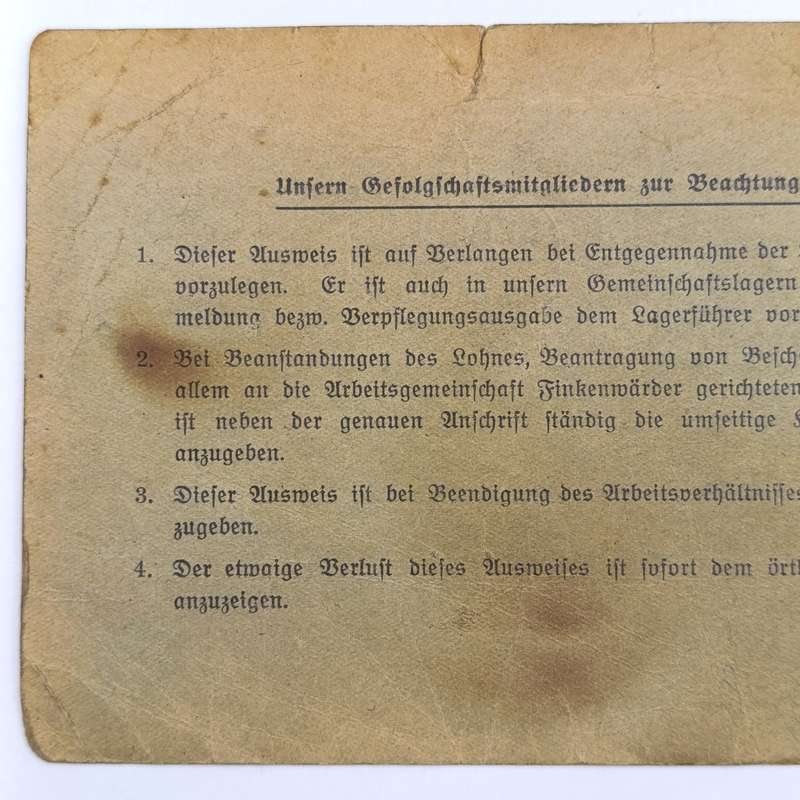 Unsern Gefolgschaftsmitgliedern zur Beachtung
1. Dieser Ausweis ist auf Verlangen bei Entgegennahme der
vorzulegen. Er ist auch in unsern Gemeinschaftslagern
meldung bezw. Verpflegungsausgabe dem Lagerführer vor
2. Bei Beanstandungen des Lohnes, Beantragung von Besch
allem an die Arbeitsgemeinschaft Finkenwärder gerichteten
ist neben der genauen Anschrift ständig die umseitige
anzugeben.
3. Dieser Ausweis ist bei Beendigung des Arbeitsverhältnisses
zugeben.
4. Der etwaige Verlust dieses Ausweises ist sofort dem örtl
anzuzeigen.